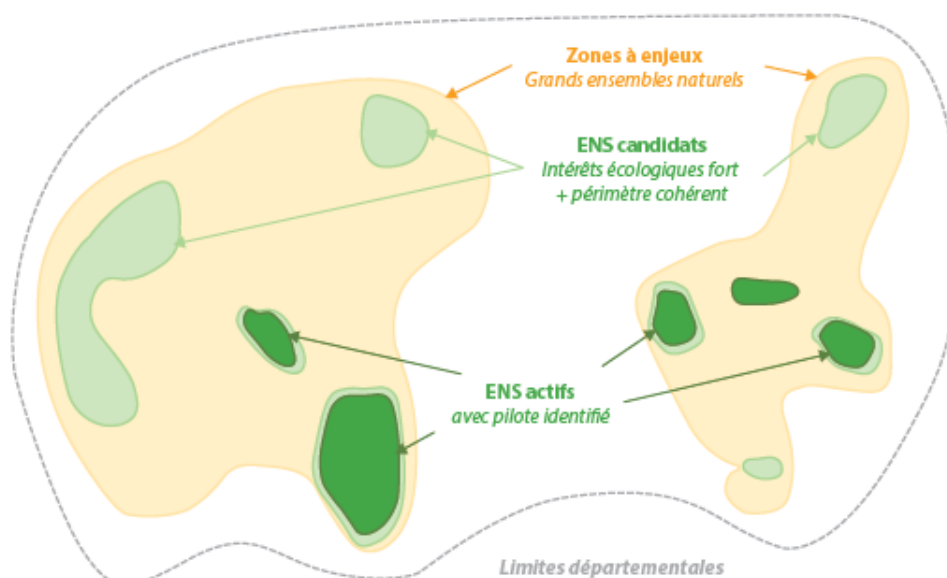 Zones à enjeux
Grands ensembles naturels
ENS candidats
Intérêts écologiques fort
+ périmètre cohérent
ENS actifs
avec pilote identifié
Limites départementales